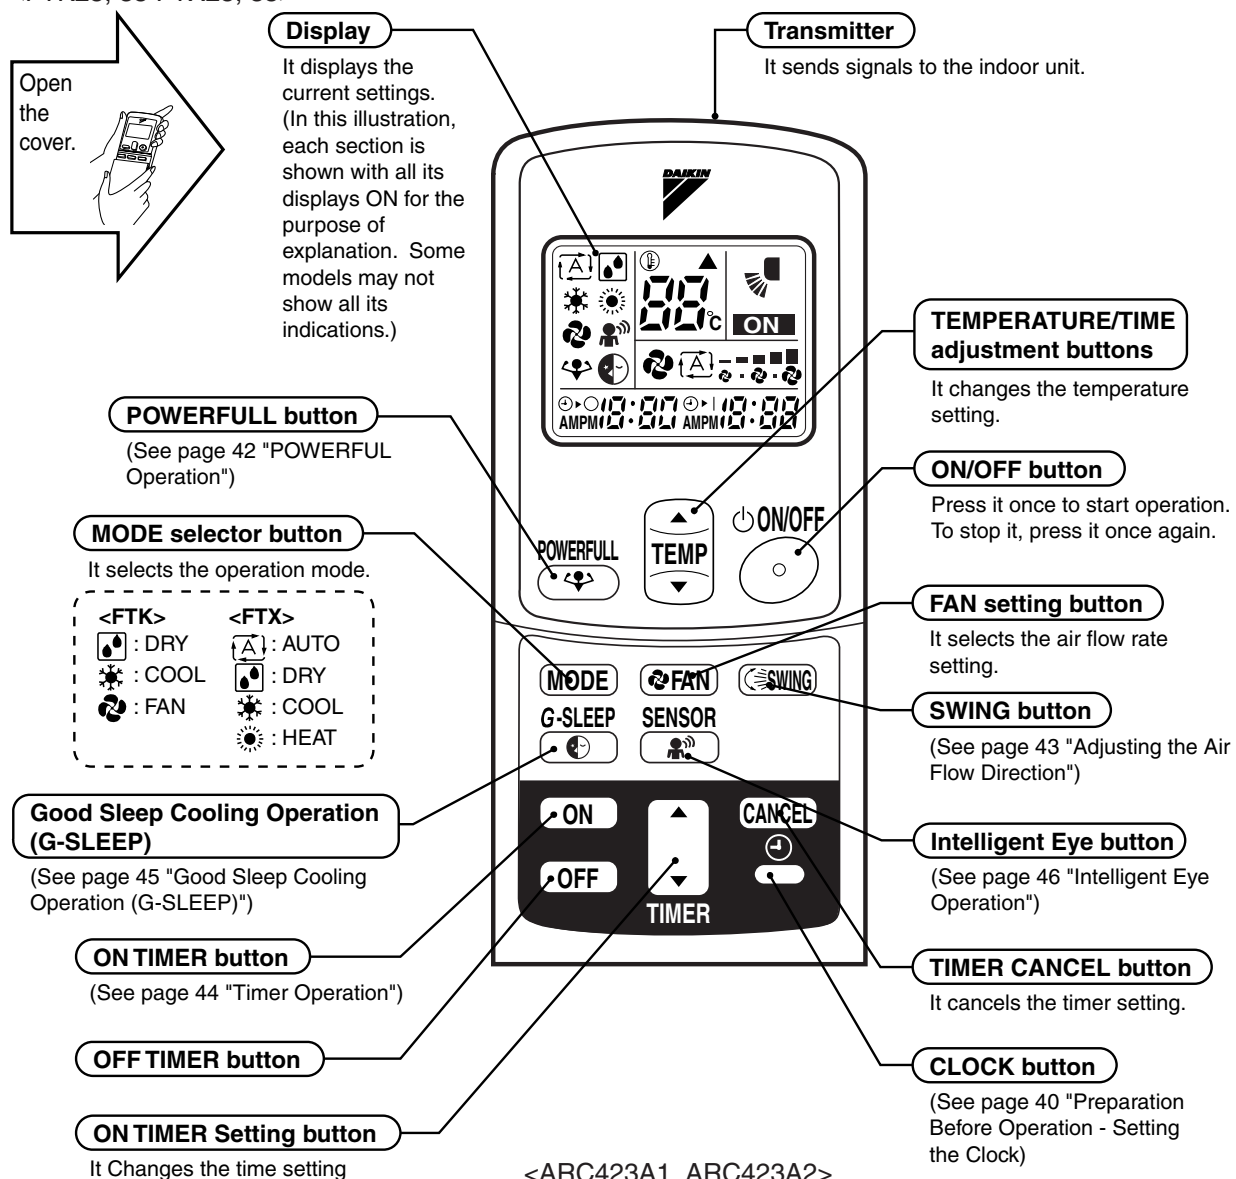 Open
the
cover.
Display
It displays the
current settings.
(In this illustration,
each section is
shown with all its
displays ON for the
purpose of
explanation. Some
models may not
show all its
indications.)
Transmitter
It sends signals to the indoor unit.
DAIKIN
A
88°C
ON
A
AMPM 18:80 AMPM 18:88
TEMPERATURE/TIME
adjustment buttons
It changes the temperature
setting.
POWERFULL button
(See page 42 "POWERFUL
Operation")
ON/OFF button
Press it once to start operation.
To stop it, press it once again.
POWERFULL
TEMP
ON/OFF
MODE selector button
It selects the operation mode.
<FTK> <FTX>
: DRY A : AUTO
: COOL : DRY
: FAN : COOL
: HEAT
FAN setting button
It selects the air flow rate
setting.
MODE FAN SWING
G-SLEEP SENSOR
SWING button
(See page 43 "Adjusting the Air
Flow Direction")
Good Sleep Cooling Operation
(G-SLEEP)
(See page 45 "Good Sleep Cooling
Operation (G-SLEEP)")
ON CANCEL
OFF
TIMER
Intelligent Eye button
(See page 46 "Intelligent Eye
Operation")
ON TIMER button
(See page 44 "Timer Operation")
TIMER CANCEL button
It cancels the timer setting.
OFF TIMER button
CLOCK button
(See page 40 "Preparation
Before Operation - Setting
the Clock)
ON TIMER Setting button
It Changes the time setting
<ARC423A1, ARC423A2>